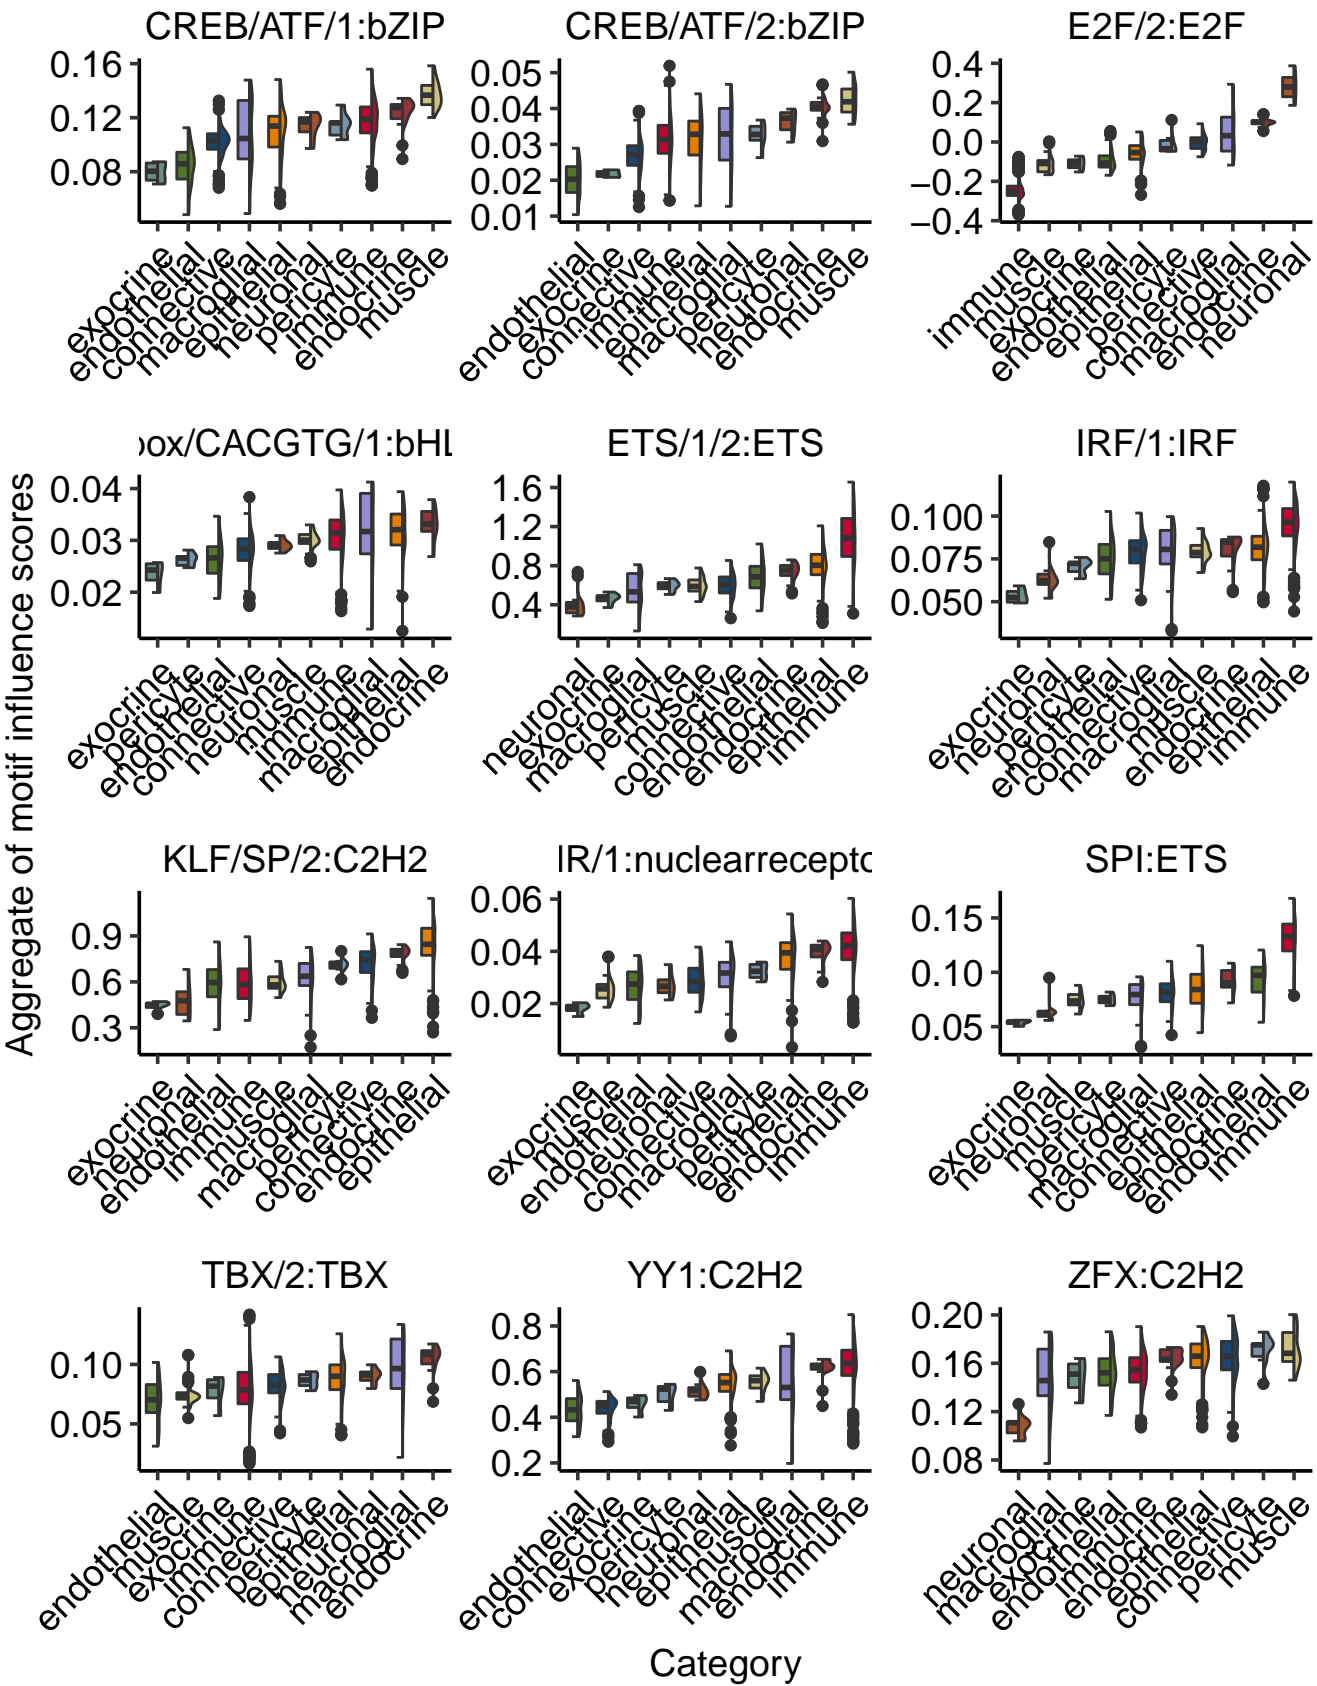 CREB/ATF/1:bZIP
0.16
0.12
0.08
exocrine
endothelial
connective
macroglial
epithelial
neuronal
pericyte
immune
endocrine
muscle
CREB/ATF/2:bZIP
0.05
0.04
0.03
0.02
0.01
endothelial
exocrine
connective
immune
epithelial
macroglial
pericyte
neuronal
endocrine
muscle
E2F/2:E2F
0.4
0.2
0.0
−0.2
−0.4
immune
muscle
exocrine
endothelial
epithelial
pericyte
connective
macroglial
endocrine
neuronal
Aggregate of motif influence scores
box/CACGTG/1:bHL
0.04
0.03
0.02
exocrine
pericyte
endothelial
connective
neuronal
muscle
immune
macroglial
epithelial
endocrine
ETS/1/2:ETS
1.6
1.2
0.8
0.4
neuronal
exocrine
macroglial
pericyte
muscle
connective
endothelial
endocrine
epithelial
immune
IRF/1:IRF
0.100
0.075
0.050
exocrine
neuronal
pericyte
endothelial
connective
macroglial
muscle
endocrine
epithelial
immune
KLF/SP/2:C2H2
0.9
0.6
0.3
exocrine
neuronal
endothelial
immune
muscle
macroglial
pericyte
connective
endocrine
epithelial
IR/1:nuclearrecepto
0.06
0.04
0.02
exocrine
muscle
endothelial
neuronal
connective
macroglial
pericyte
epithelial
endocrine
immune
SPI:ETS
0.15
0.10
0.05
exocrine
neuronal
muscle
pericyte
macroglial
connective
epithelial
endocrine
endothelial
immune
TBX/2:TBX
0.10
0.05
endothelial
muscle
exocrine
immune
connective
pericyte
epithelial
neuronal
macroglial
endocrine
YY1:C2H2
0.8
0.6
0.4
0.2
endothelial
connective
exocrine
pericyte
neuronal
epithelial
muscle
macroglial
endocrine
immune
ZFX:C2H2
0.20
0.16
0.12
0.08
neuronal
macroglial
exocrine
endothelial
immune
endocrine
epithelial
connective
pericyte
muscle
Category